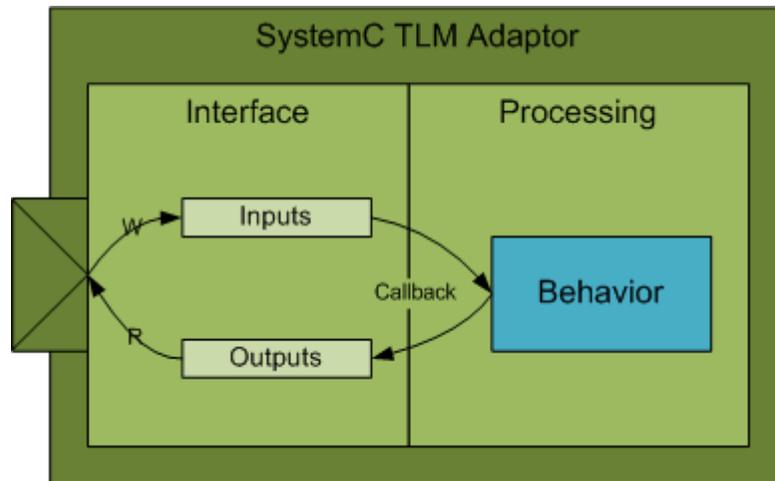 SystemC TLM Adaptor
Interface
Processing
W
Inputs
Callback
Behavior
R
Outputs